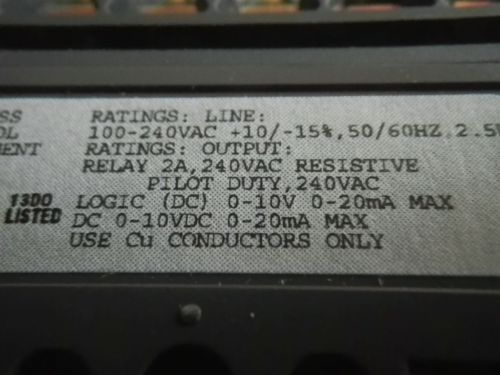 SS RATINGS: LINE:
OL 100-240VAC +10/-15%,50/60HZ,2.5
MENT RATINGS: OUTPUT:
RELAY 2A,240VAC RESISTIVE
PILOT DUTY,240VAC
13DO LOGIC (DC) 0-10V 0-20mA MAX
LISTED DC 0-10VDC 0-20mA MAX
USE Cu CONDUCTORS ONLY